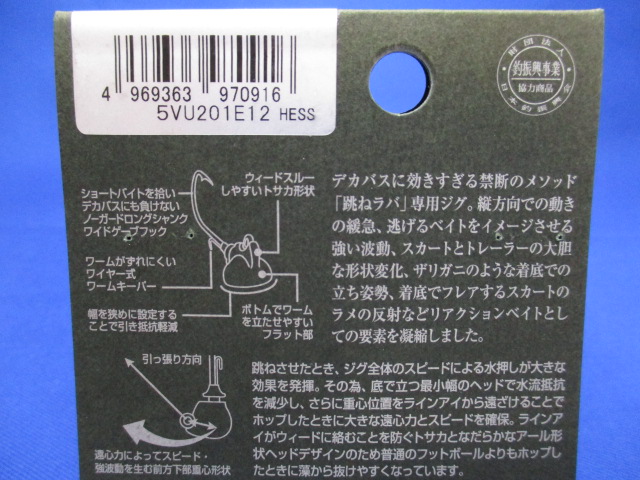 4 969363 970916
5VU201E12 HESS
財団法人
釣振興事業
協力商品
日本釣振興会
ウィードスルー
しやすいトサカ形状
ショートバイトを拾い
デカバスにも負けない
ノーガードロングシャンク
ワイドゲープフック
ワームがずれにくい
ワイヤー式
ワームキーパー
幅を狭めに設定する
ことで引き抵抗軽減
ボトムでワーム
を立たせやすい
フラット部
デカバスに効きすぎる禁断のメソッド
「跳ねラバ」専用ジグ。縦方向での動き
の緩急、逃げるベイトをイメージさせる
強い波動、スカートとトレーラーの大胆
な形状変化、ザリガニのような着底での
立ち姿勢、着底でフレアするスカートの
ラメの反射などリアクションベイトとし
ての要素を凝縮しました。
引っ張り方向
遠心力によってスピード・
強波動を生む前方下部重心形状
跳ねさせたとき、ジグ全体のスピードによる水押しが大きな
効果を発揮。その為、底で立つ最小幅のヘッドで水流抵抗
を減少し、さらに重心位置をラインアイから遠ざけることで
ホップしたときに大きな遠心力とスピードを確保。ラインア
イがウィードに絡むことを防ぐトサカとなだらかなアール形
状ヘッドデザインのため普通のフットボールよりもホップし
たときに藻から抜けやすくなっています。